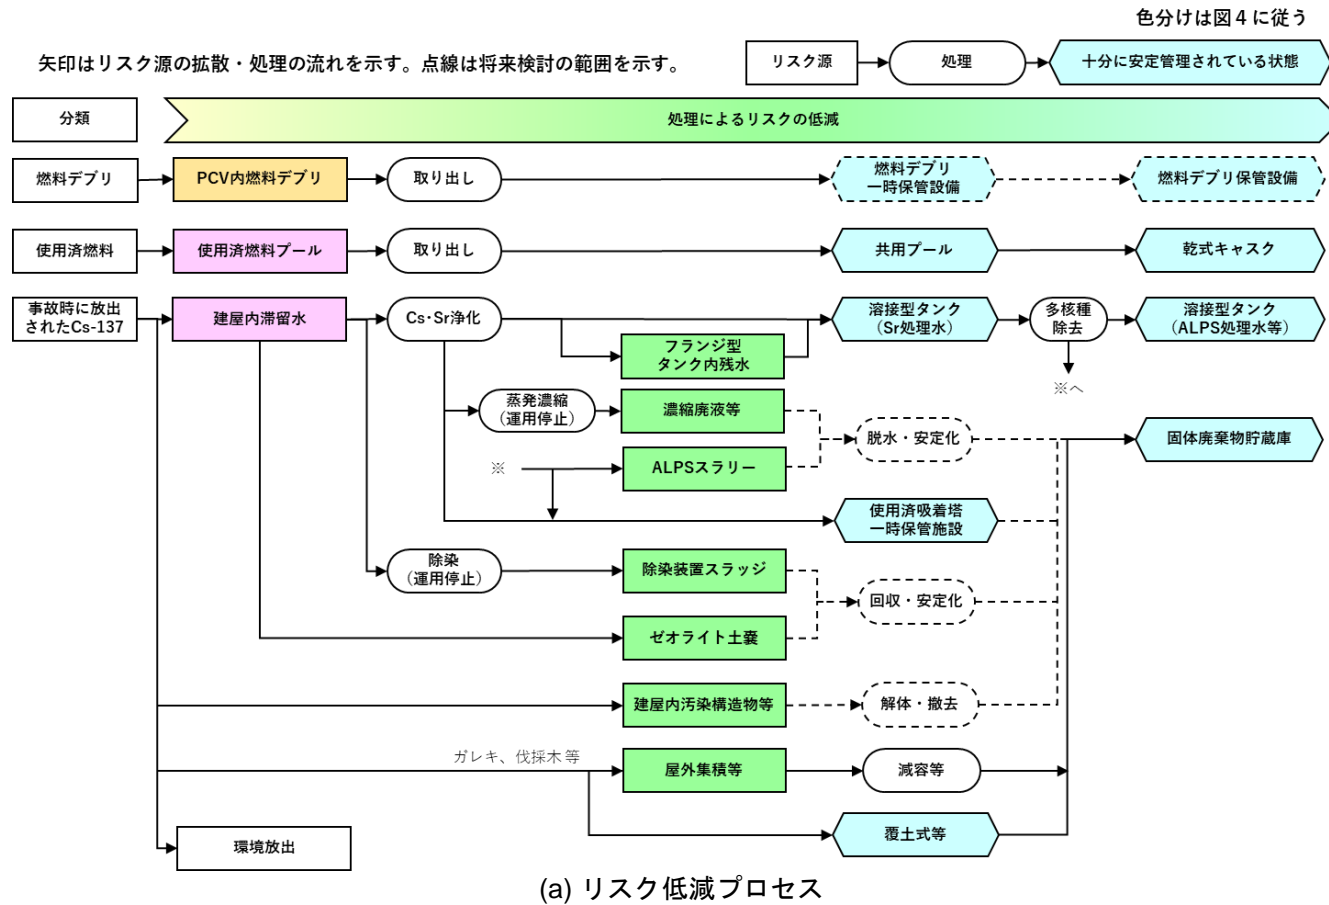 色分けは図４に従う
矢印はリスク源の拡散・処理の流れを示す。点線は将来検討の範囲を示す。
リスク源
処理
十分に安定管理されている状態
分類
処理によるリスクの低減
燃料デブリ
PCV内燃料デブリ
取り出し
燃料デブリ
一時保管設備
燃料デブリ保管設備
使用済燃料
使用済燃料プール
取り出し
共用プール
乾式キャスク
事故時に放出
されたCs-137
建屋内滞留水
Cs・Sr浄化
溶接型タンク
（Sr処理水）
多核種
除去
溶接型タンク
（ALPS処理水等）
フランジ型
タンク内残水
※へ
蒸発濃縮
（運用停止）
濃縮廃液等
脱水・安定化
固体廃棄物貯蔵庫
※
ALPSスラリー
使用済吸着塔
一時保管施設
除染
（運用停止）
除染装置スラッジ
回収・安定化
ゼオライト土嚢
建屋内汚染構造物等
解体・撤去
ガレキ、伐採木等
屋外集積等
減容等
覆土式等
環境放出
(a) リスク低減プロセス